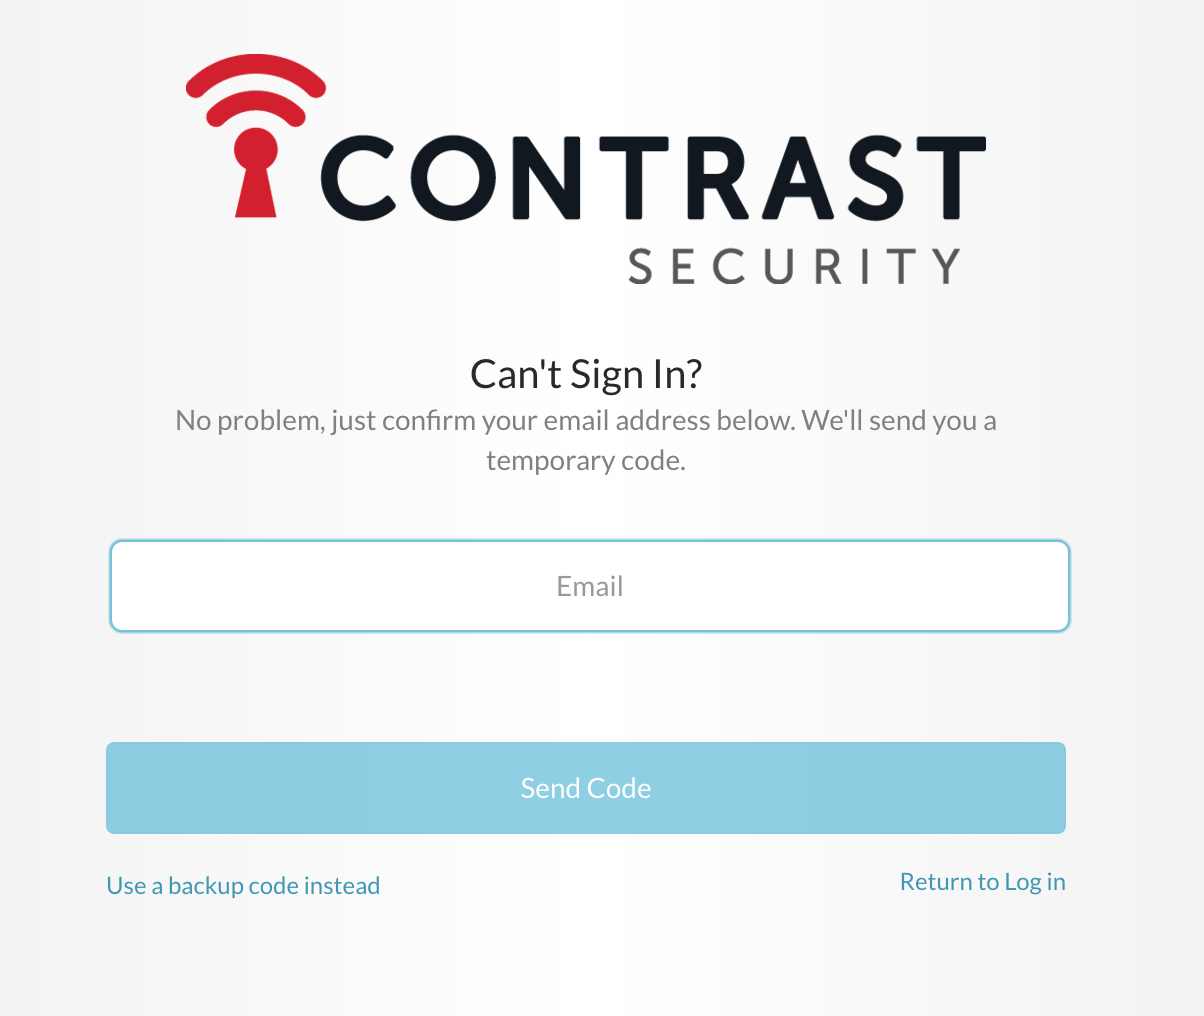 CONTRAST
SECURITY
Can't Sign In?
No problem, just confirm your email address below. We'll send you a
temporary code.
Email
Send Code
Use a backup code instead
Return to Log in